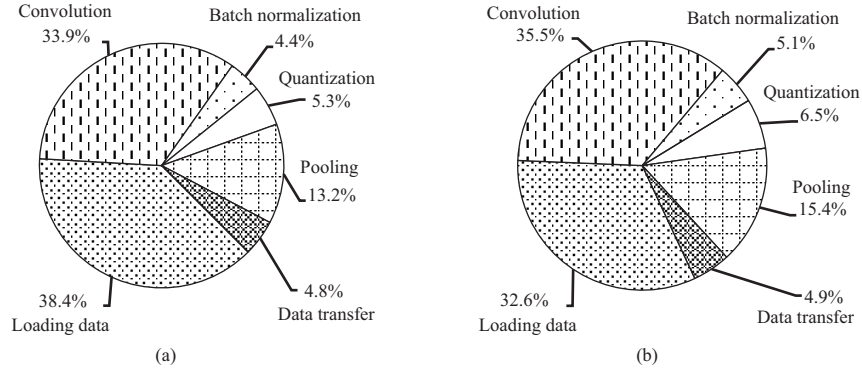 Convolution
33.9%
Batch normalization
4.4%
Quantization
5.3%
Pooling
13.2%
4.8%
Data transfer
38.4%
Loading data
(a)
Convolution
35.5%
Batch normalization
5.1%
Quantization
6.5%
Pooling
15.4%
4.9%
Data transfer
32.6%
Loading data
(b)